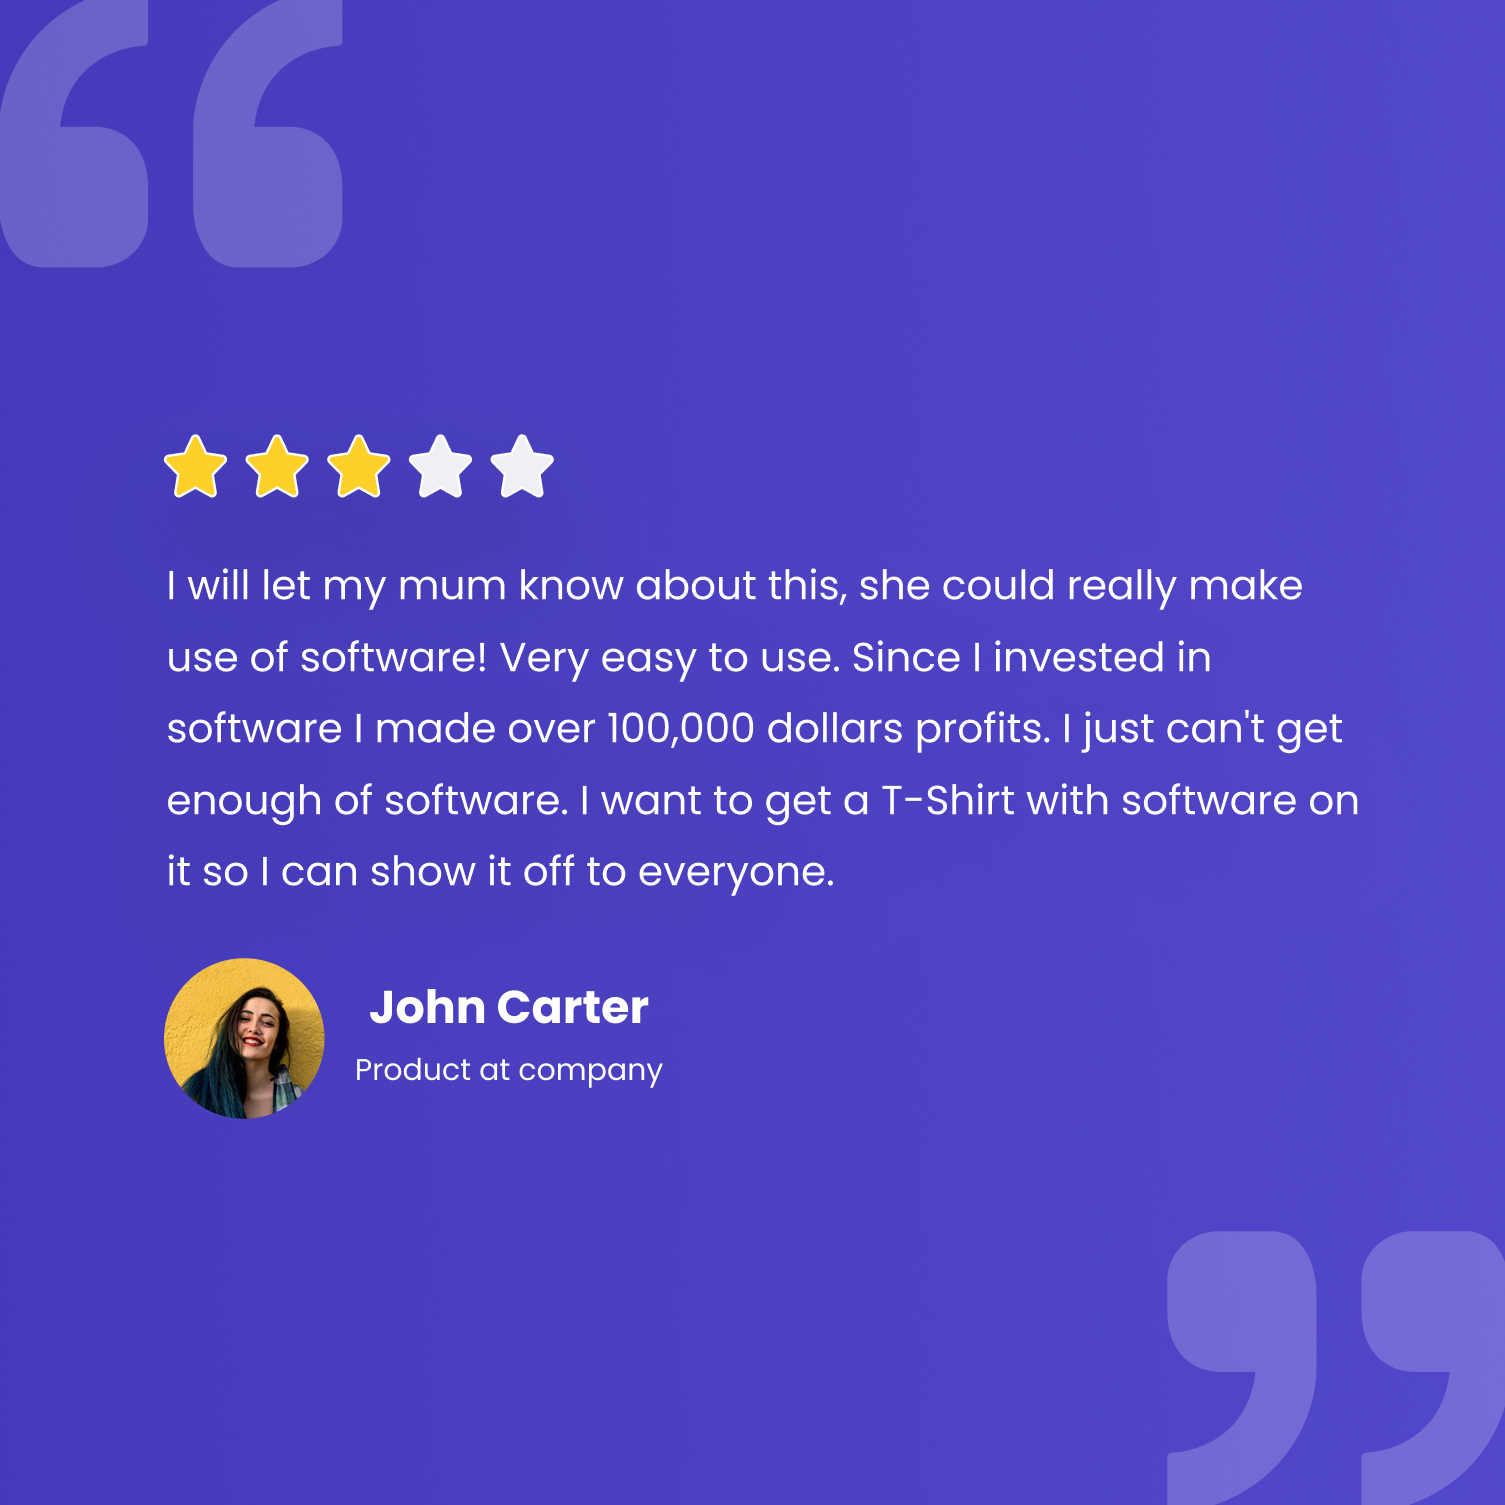 I will let my mum know about this, she could really make
use of software! Very easy to use. Since I invested in
software I made over 100,000 dollars profits. I just can't get
enough of software. I want to get a T-Shirt with software on
it so I can show it off to everyone.
John Carter
Product at company